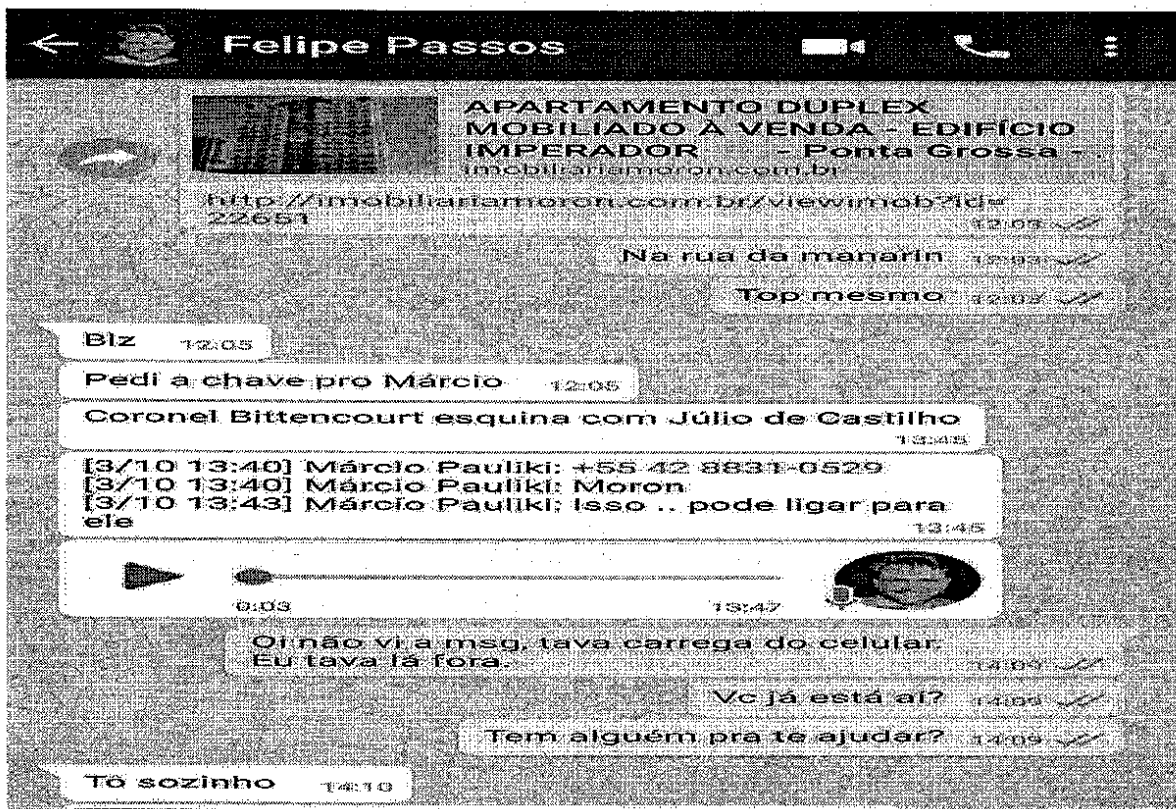 Felipe Passos
APARTAMENTO DUPLEX
MOBILIADO À VENDA - EDIFÍCIO
IMPERADOR - Ponta Grossa - .
imobiliariamoron.com.br
http://imobiliariamoron.com.br/viewimob?id=
22651
12:03
Na rua da manarin 12:03
Top mesmo 12:03
Blz 12:05
Pedi a chave pro Márcio 12:05
Coronel Bittencourt esquina com Júlio de Castilho
13:45
[3/10 13:40] Márcio Pauliki: +55 42 8831-0529
[3/10 13:40] Márcio Pauliki: Moron
[3/10 13:43] Márcio Pauliki: Isso .. pode ligar para
ele
13:45
0:03 13:47
Oi não vi a msg, tava carrega do celular.
Eu tava lá fora.
14:09
Vc já está aí? 14:09
Tem alguém pra te ajudar? 14:09
Tô sozinho 14:10